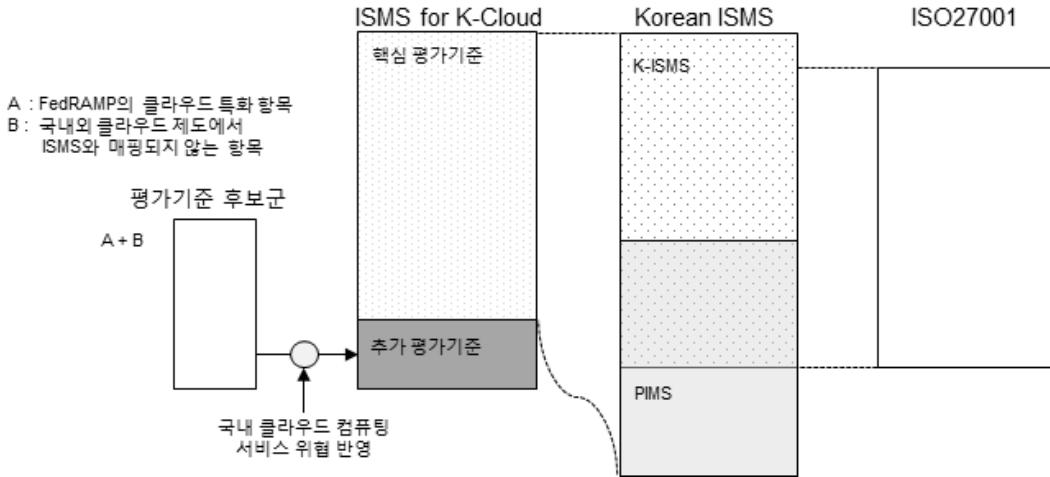 ISMS for K-Cloud
Korean ISMS
ISO27001
핵심 평가기준
K-ISMS
A : FedRAMP의 클라우드 특화 항목
B : 국내외 클라우드 제도에서
ISMS와 매핑되지 않는 항목
평가기준 후보군
A + B
추가 평가기준
PIMS
국내 클라우드 컴퓨팅
서비스 위협 반영